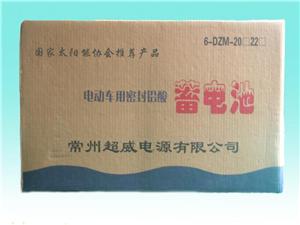 国家太阳能协会推荐产品
6-DZM-20□22□
电动车用密封铅酸
蓄电池
常州超威电源有限公司